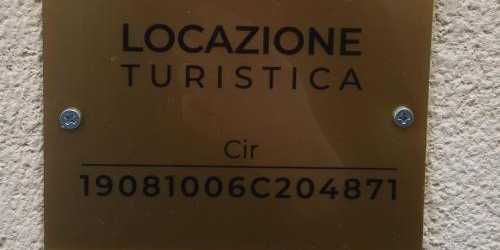 LOCAZIONE
TURISTICA
Cir
19081006C204871